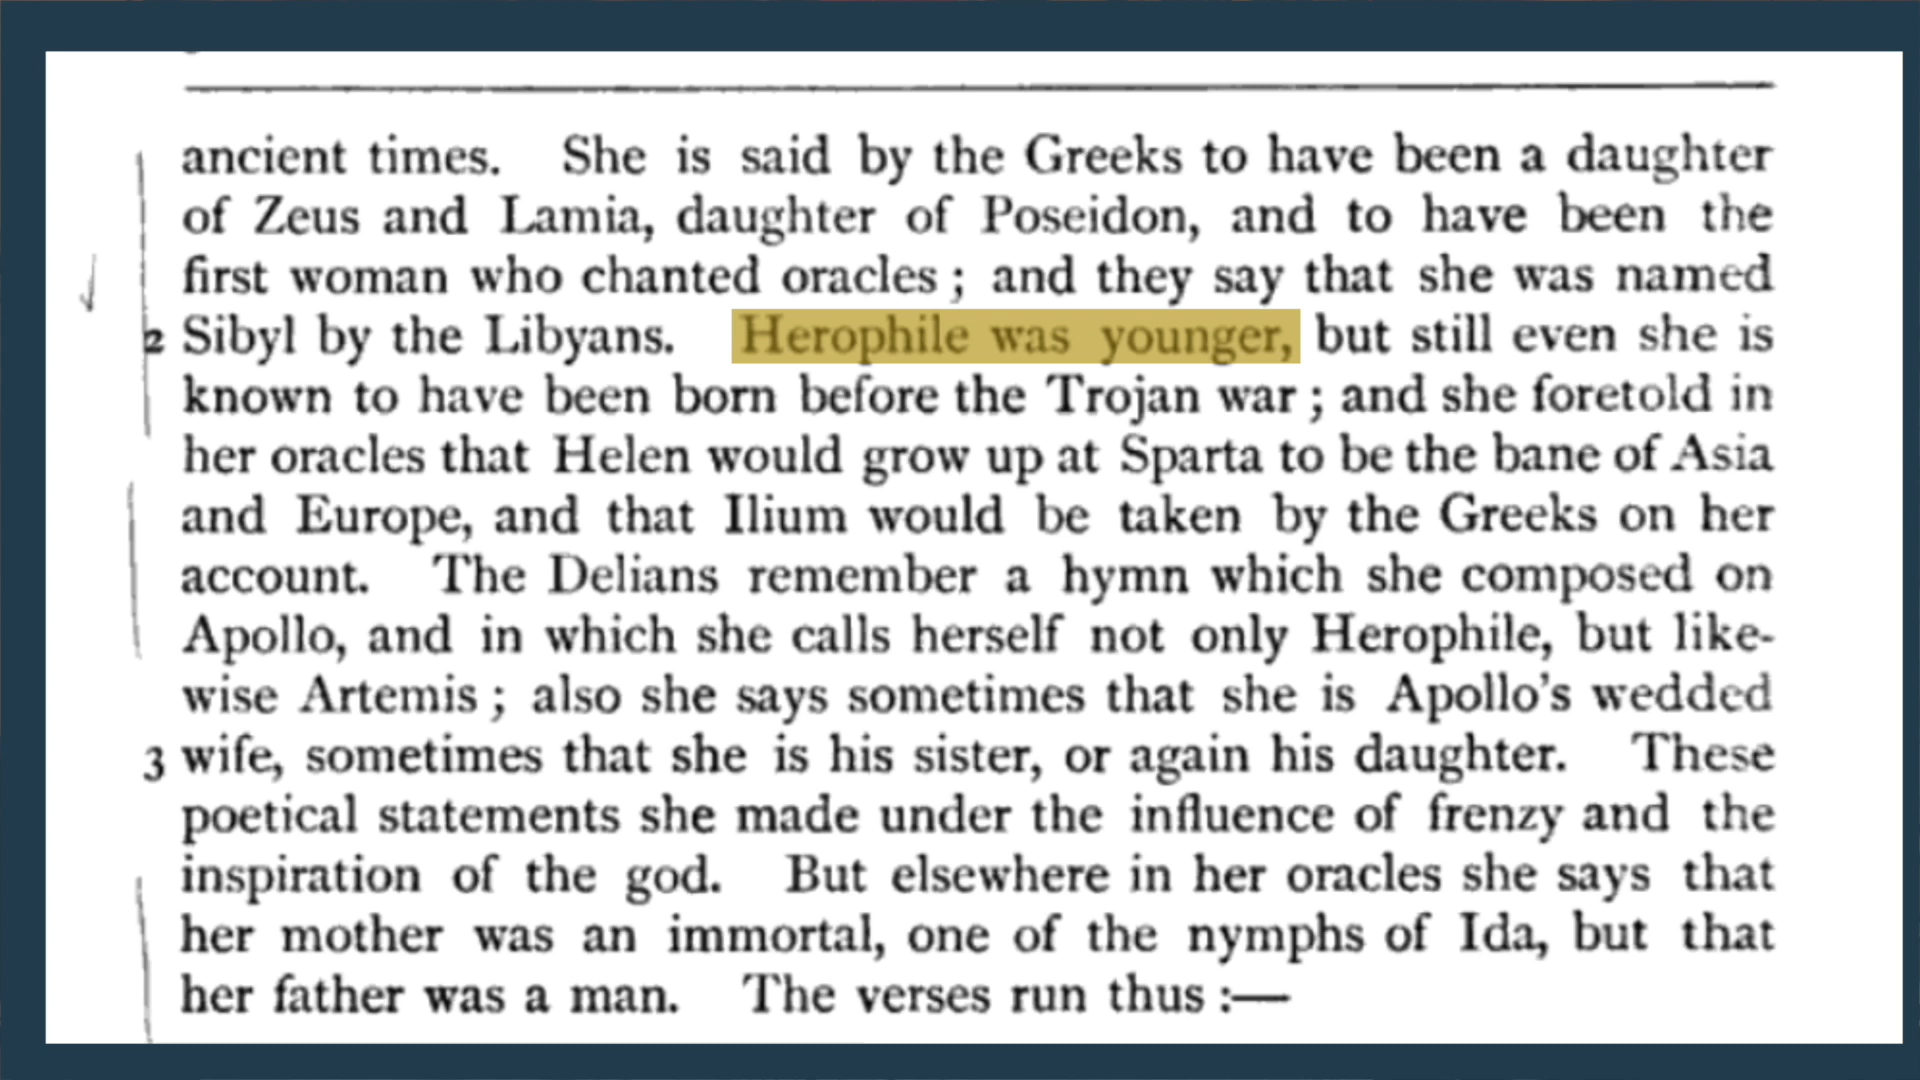 ancient times. She is said by the Greeks to have been a daughter
of Zeus and Lamia, daughter of Poseidon, and to have been the
first woman who chanted oracles ; and they say that she was named
2 Sibyl by the Libyans. Herophile was younger, but still even she is
known to have been born before the Trojan war ; and she foretold in
her oracles that Helen would grow up at Sparta to be the bane of Asia
and Europe, and that Ilium would be taken by the Greeks on her
account. The Delians remember a hymn which she composed on
Apollo, and in which she calls herself not only Herophile, but like-
wise Artemis ; also she says sometimes that she is Apollo's wedded
3 wife, sometimes that she is his sister, or again his daughter. These
poetical statements she made under the influence of frenzy and the
inspiration of the god. But elsewhere in her oracles she says that
her mother was an immortal, one of the nymphs of Ida, but that
her father was a man. The verses run thus :—